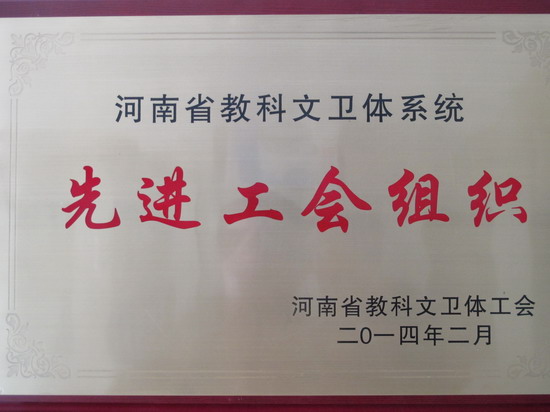 河南省教科文卫体系统
先进工会组织
河南省教科文卫体工会
二0一四年二月